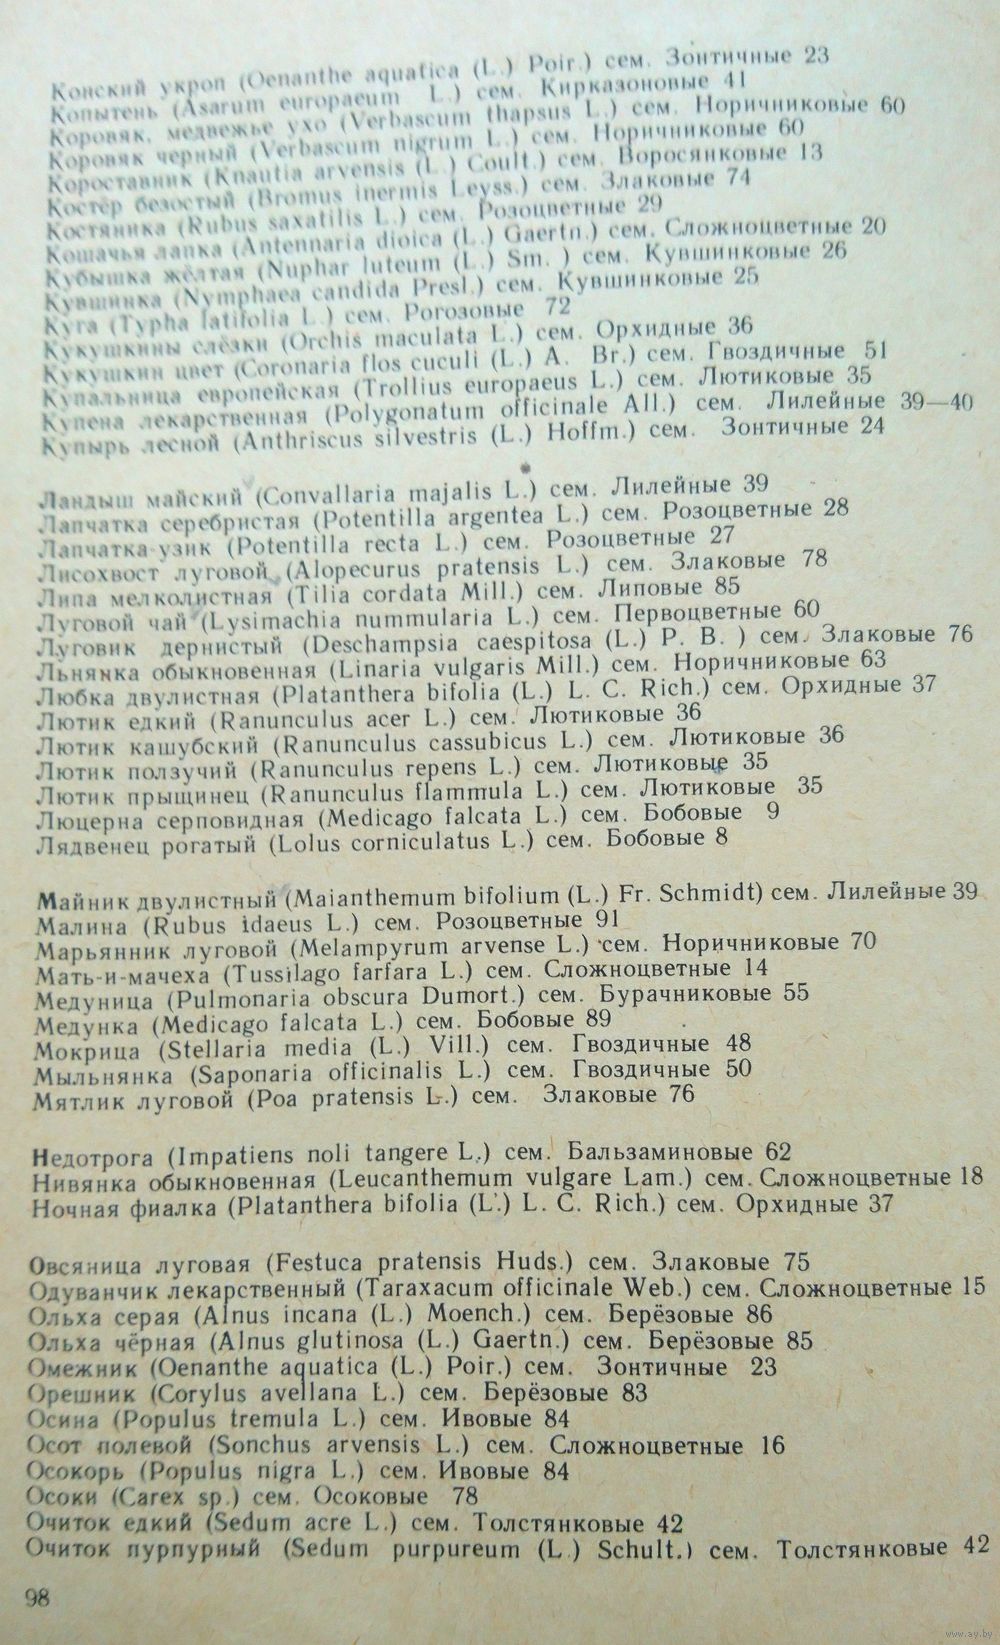 Конский укроп (Oenanthe aquatica (L.) Poir.) сем. Зонтичные 23
Копытень (Asarum europaeum L.) сем. Кирказоновые 41
Коровяк, медвежье ухо (Verbascum thapsus L.) сем. Норичниковые 60
Коровяк черный (Verbascum nigrum L.) сем. Норичниковые 60
Короставник (Knautia arvensis (L.) Coult.) сем. Ворсянковые 13
Костёр безостый (Bromus inermis Leyss.) сем. Злаковые 74
Костяника (Rubus saxatilis L.) сем. Розоцветные 29
Кошачья лапка (Antennaria dioica (L.) Gaertn.) сем. Сложноцветные 20
Кубышка жёлтая (Nuphar luteum (L.) Sm. ) сем. Кувшинковые 26
Кувшинка (Nymphaea candida Presl.) сем. Кувшинковые 25
Куга (Typha latifolia L.) сем. Рогозовые 72
Кукушкины слёзки (Orchis maculata L.) сем. Орхидные 36
Кукушкин цвет (Coronaria flos cuculi (L.) A. Br.) сем. Гвоздичные 51
Купальница европейская (Trollius europaeus L.) сем. Лютиковые 35
Купена лекарственная (Polygonatum officinale All.) сем. Лилейные 39—40
Купырь лесной (Anthriscus silvestris (L.) Hoffm.) сем. Зонтичные 24
Ландыш майский (Convallaria majalis L.) сем. Лилейные 39
Лапчатка серебристая (Potentilla argentea L.) сем. Розоцветные 28
Лапчатка-узик (Potentilla recta L.) сем. Розоцветные 27
Лисохвост луговой (Alopecurus pratensis L.) сем. Злаковые 78
Липа мелколистная (Tilia cordata Mill.) сем. Липовые 85
Луговой чай (Lysimachia nummularia L.) сем. Первоцветные 60
Луговик дернистый (Deschampsia caespitosa (L.) P. B. ) сем. Злаковые 76
Льнянка обыкновенная (Linaria vulgaris Mill.) сем. Норичниковые 63
Любка двулистная (Platanthera bifolia (L.) L. C. Rich.) сем. Орхидные 37
Лютик едкий (Ranunculus acer L.) сем. Лютиковые 36
Лютик кашубский (Ranunculus cassubicus L.) сем. Лютиковые 36
Лютик ползучий (Ranunculus repens L.) сем. Лютиковые 35
Лютик прыщинец (Ranunculus flammula L.) сем. Лютиковые 35
Люцерна серповидная (Medicago falcata L.) сем. Бобовые 9
Лядвенец рогатый (Lolus corniculatus L.) сем. Бобовые 8
Майник двулистный (Maianthemum bifolium (L.) Fr. Schmidt) сем. Лилейные 39
Малина (Rubus idaeus L.) сем. Розоцветные 91
Марьянник луговой (Melampyrum arvense L.) сем. Норичниковые 70
Мать-и-мачеха (Tussilago farfara L.) сем. Сложноцветные 14
Медуница (Pulmonaria obscura Dumort.) сем. Бурачниковые 55
Медунка (Medicago falcata L.) сем. Бобовые 89
Мокрица (Stellaria media (L.) Vill.) сем. Гвоздичные 48
Мыльнянка (Saponaria officinalis L.) сем. Гвоздичные 50
Мятлик луговой (Poa pratensis L.) сем. Злаковые 76
Недотрога (Impatiens noli tangere L.) сем. Бальзаминовые 62
Нивянка обыкновенная (Leucanthemum vulgare Lam.) сем. Сложноцветные 18
Ночная фиалка (Platanthera bifolia (L.) L. C. Rich.) сем. Орхидные 37
Овсяница луговая (Festuca pratensis Huds.) сем. Злаковые 75
Одуванчик лекарственный (Taraxacum officinale Web.) сем. Сложноцветные 15
Ольха серая (Alnus incana (L.) Moench.) сем. Берёзовые 86
Ольха чёрная (Alnus glutinosa (L.) Gaertn.) сем. Берёзовые 85
Омежник (Oenanthe aquatica (L.) Poir.) сем. Зонтичные 23
Орешник (Corylus avellana L.) сем. Берёзовые 83
Осина (Populus tremula L.) сем. Ивовые 84
Осот полевой (Sonchus arvensis L.) сем. Сложноцветные 16
Осокорь (Populus nigra L.) сем. Ивовые 84
Осоки (Carex sp.) сем. Осоковые 78
Очиток едкий (Sedum acre L.) сем. Толстянковые 42
Очиток пурпурный (Sedum purpureum (L.) Schult.) сем. Толстянковые 42
98
www.ay.by